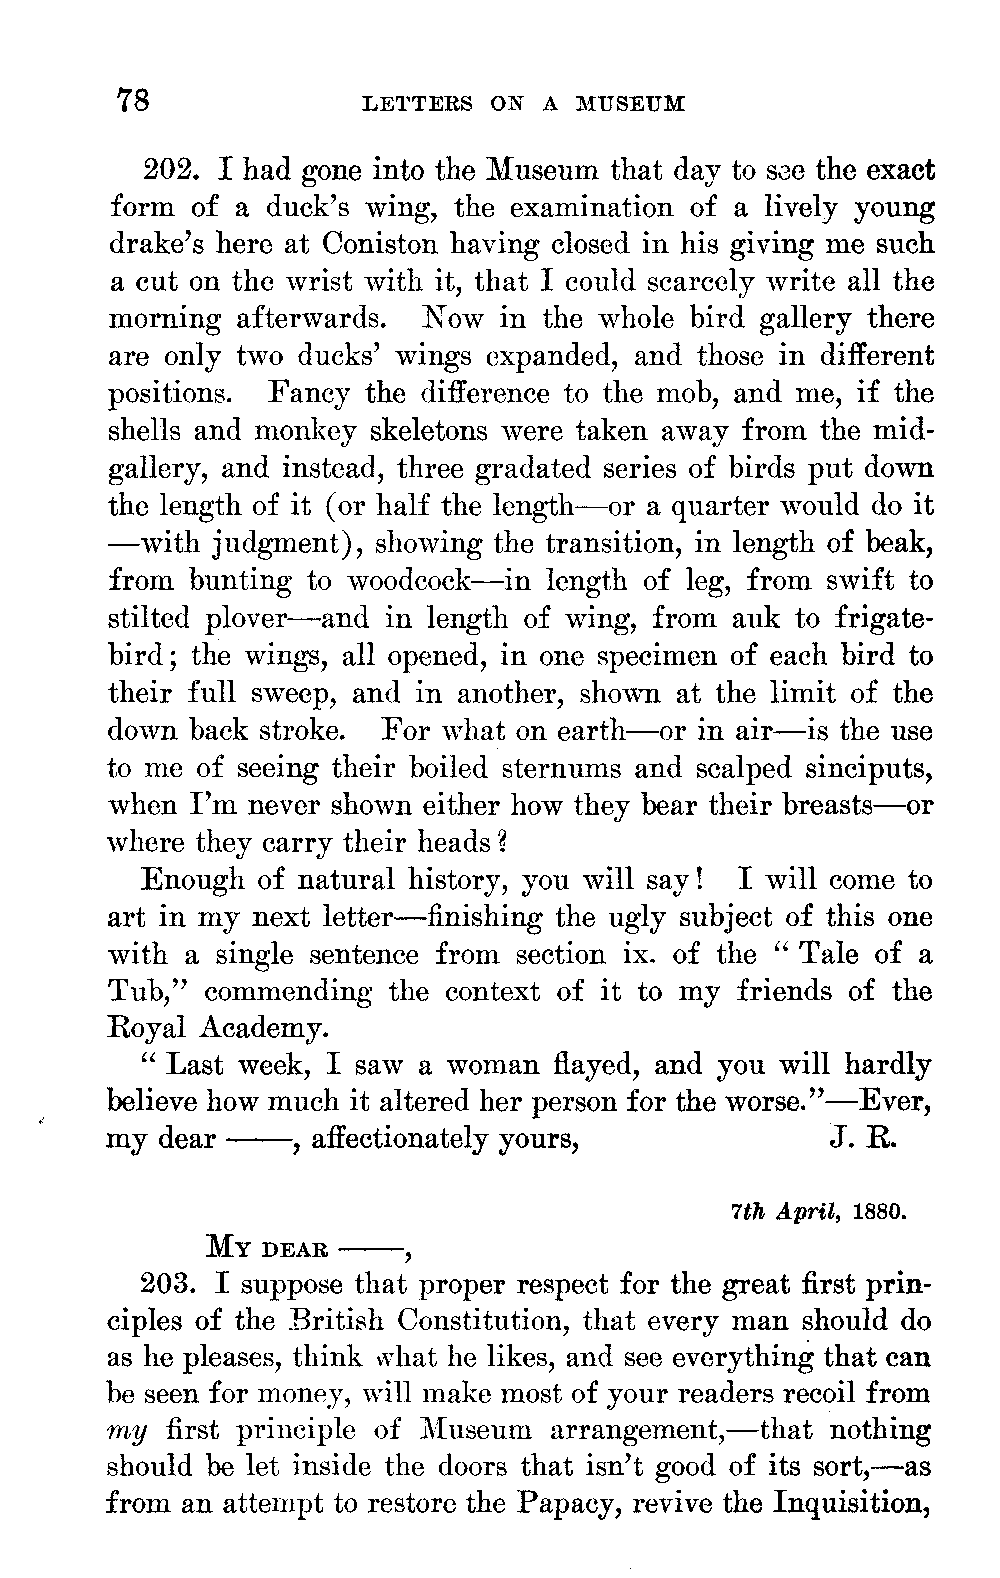 78 LETTERS ON A MUSEUM
202. I had gone into the Museum that day to see the exact
form of a duck's wing, the examination of a lively young
drake's here at Coniston having closed in his giving me such
a cut on the wrist with it, that I could scarcely write all the
morning afterwards. Now in the whole bird gallery there
are only two ducks' wings expanded, and those in different
positions. Fancy the difference to the mob, and me, if the
shells and monkey skeletons were taken away from the mid-
gallery, and instead, three gradated series of birds put down
the length of it (or half the length—or a quarter would do it
—with judgment), showing the transition, in length of beak,
from bunting to woodcock—in length of leg, from swift to
stilted plover—and in length of wing, from auk to frigate-
bird; the wings, all opened, in one specimen of each bird to
their full sweep, and in another, shown at the limit of the
down back stroke. For what on earth—or in air—is the use
to me of seeing their boiled sternums and scalped sinciputs,
when I'm never shown either how they bear their breasts—or
where they carry their heads?
Enough of natural history, you will say! I will come to
art in my next letter—finishing the ugly subject of this one
with a single sentence from section ix. of the "Tale of a
Tub," commending the context of it to my friends of the
Royal Academy.
"Last week, I saw a woman flayed, and you will hardly
believe how much it altered her person for the worse."—Ever,
my dear ——, affectionately yours, J. R.
7th April, 1880.
MY DEAR ——,
203. I suppose that proper respect for the great first prin-
ciples of the British Constitution, that every man should do
as he pleases, think what he likes, and see everything that can
be seen for money, will make most of your readers recoil from
my first principle of Museum arrangement,—that nothing
should be let inside the doors that isn't good of its sort,—as
from an attempt to restore the Papacy, revive the Inquisition,